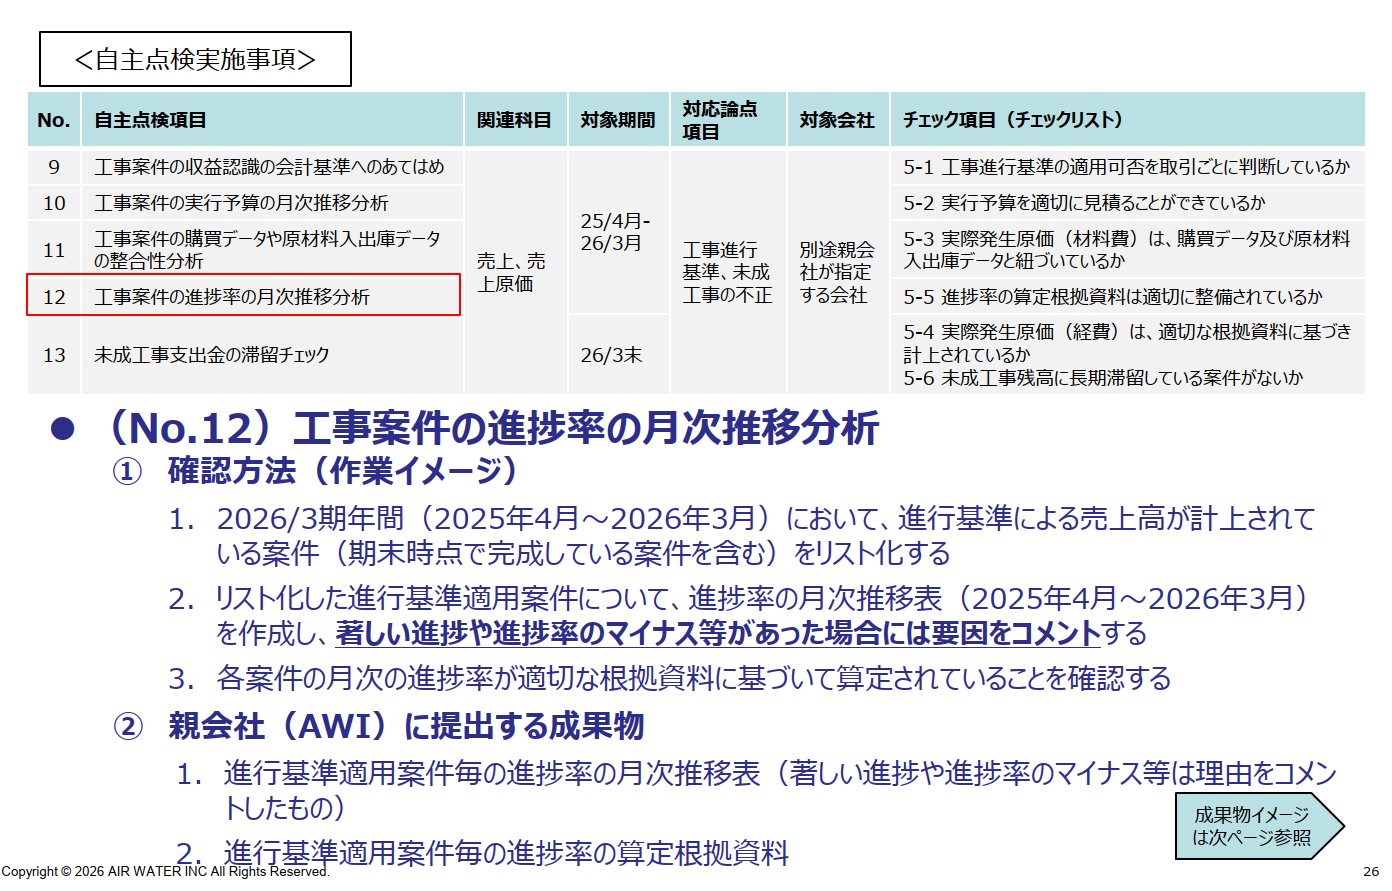 ＜自主点検実施事項＞
No. 自主点検項目 関連科目 対象期間 対応論点 項目 対象会社 チェック項目（チェックリスト）
9 工事案件の収益認識の会計基準へのあてはめ 5-1 工事進行基準の適用可否を取引ごとに判断しているか
10 工事案件の実行予算の月次推移分析 5-2 実行予算を適切に見積ることができているか
11 工事案件の購買データや原材料入出庫データ
の整合性分析
5-3 実際発生原価（材料費）は、購買データ及び原材料
入出庫データと紐づいているか
12 工事案件の進捗率の月次推移分析 5-5 進捗率の算定根拠資料は適切に整備されているか
13 未成工事支出金の滞留チェック
5-4 実際発生原価（経費）は、適切な根拠資料に基づき
計上されているか
5-6 未成工事残高に長期滞留している案件がないか
売上、売
上原価
25/4月-
26/3月
26/3末
工事進行
基準、未成
工事の不正
別途親会
社が指定
する会社
● （No.12）工事案件の進捗率の月次推移分析
① 確認方法（作業イメージ）
1. 2026/3期年間（2025年4月～2026年3月）において、進行基準による売上高が計上されて
いる案件（期末時点で完成している案件を含む）をリスト化する
2. リスト化した進行基準適用案件について、進捗率の月次推移表（2025年4月～2026年3月）
を作成し、著しい進捗や進捗率のマイナス等があった場合には要因をコメントする
3. 各案件の月次の進捗率が適切な根拠資料に基づいて算定されていることを確認する
② 親会社（AWI）に提出する成果物
1. 進行基準適用案件毎の進捗率の月次推移表（著しい進捗や進捗率のマイナス等は理由をコメン
トしたもの）
2. 進行基準適用案件毎の進捗率の算定根拠資料
成果物イメージ
は次ページ参照
Copyright © 2026 AIR WATER INC All Rights Reserved.
26